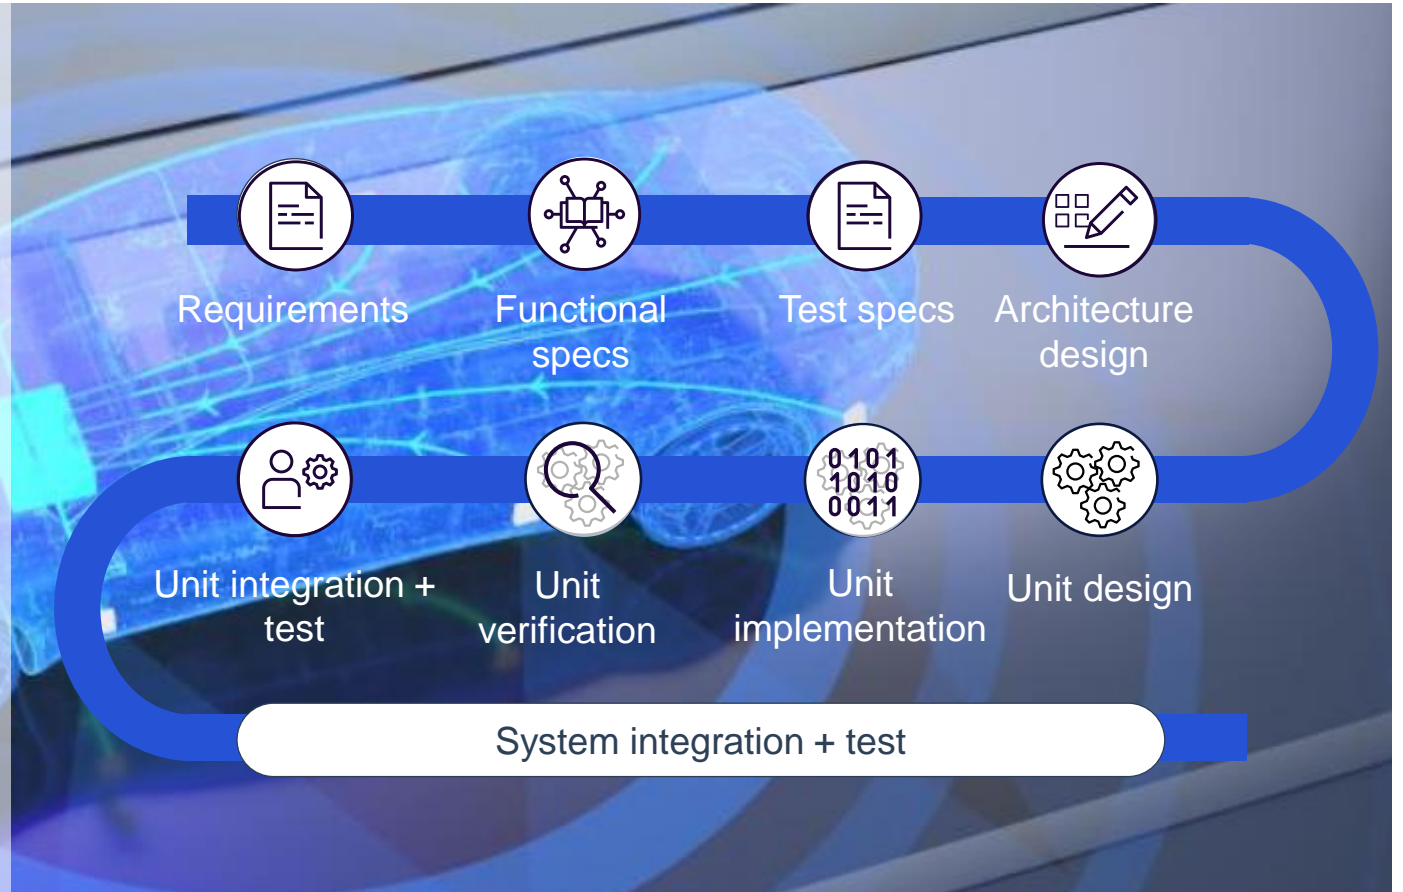 Requirements
Functional
specs
Test specs
Architecture
design
Unit integration +
test
Unit
verification
0101
1010
0011
Unit
implementation
Unit design
System integration + test